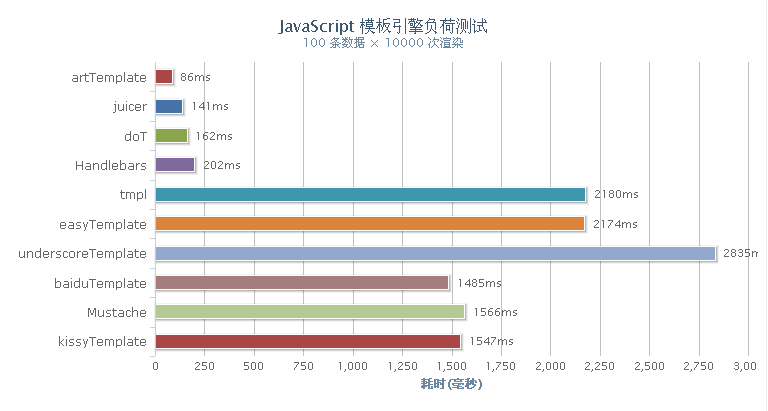 JavaScript 模板引擎负荷测试
100 条数据 × 10000 次渲染
artTemplate 86ms
juicer 141ms
doT 162ms
Handlebars 202ms
tmpl 2180ms
easyTemplate 2174ms
underscoreTemplate 2835m
baiduTemplate 1485ms
Mustache 1566ms
kissyTemplate 1547ms
0 250 500 750 1,000 1,250 1,500 1,750 2,000 2,250 2,500 2,750 3,00
耗时(毫秒)